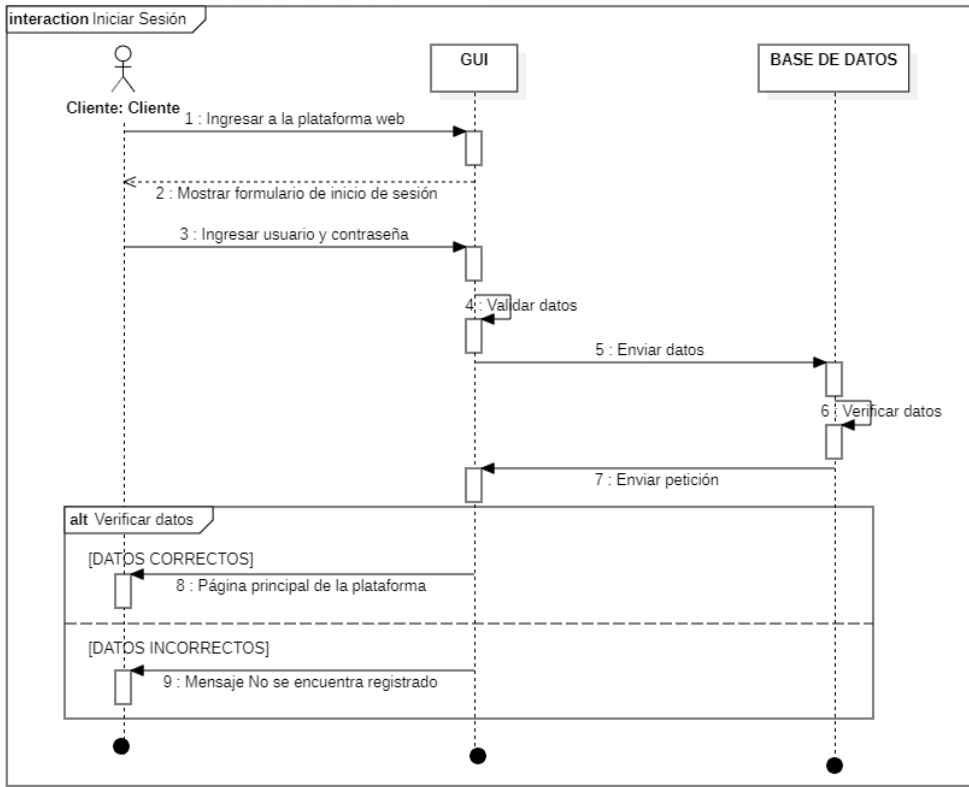 interaction Iniciar Sesión
GUI
BASE DE DATOS
Cliente: Cliente
1 : Ingresar a la plataforma web
2 : Mostrar formulario de inicio de sesión
3 : Ingresar usuario y contraseña
4 : Validar datos
5 : Enviar datos
6 : Verificar datos
7 : Enviar petición
alt Verificar datos
[DATOS CORRECTOS]
8 : Página principal de la plataforma
[DATOS INCORRECTOS]
9 : Mensaje No se encuentra registrado